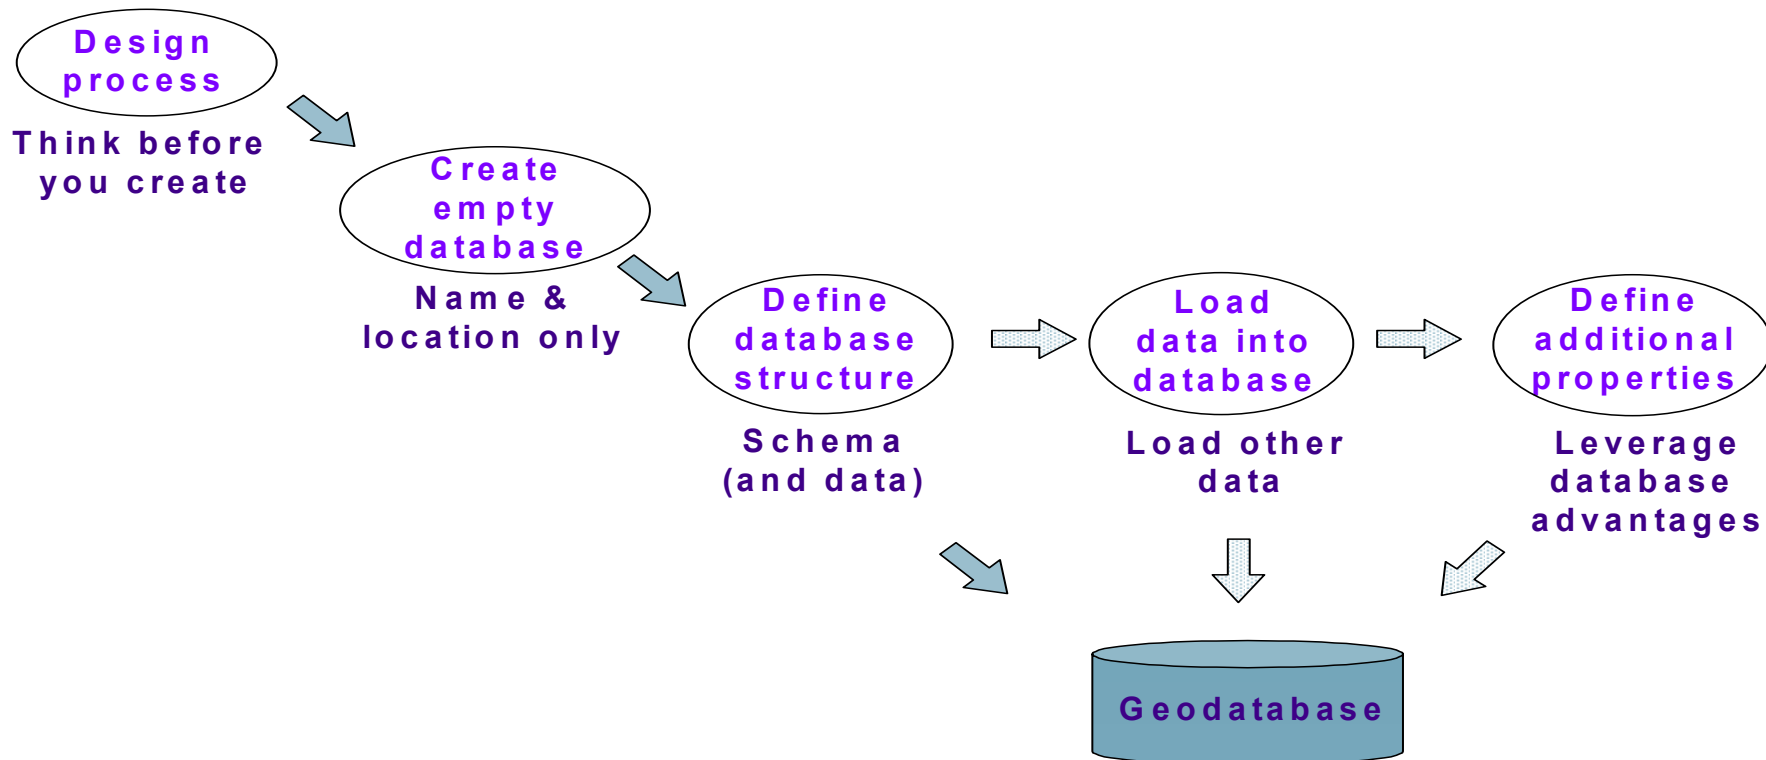 Design
process
Think before
you create
Create
empty
database
Name &
location only
Define
database
structure
Schema
(and data)
Load
data into
database
Load other
data
Define
additional
properties
Leverage
database
advantages
Geodatabase